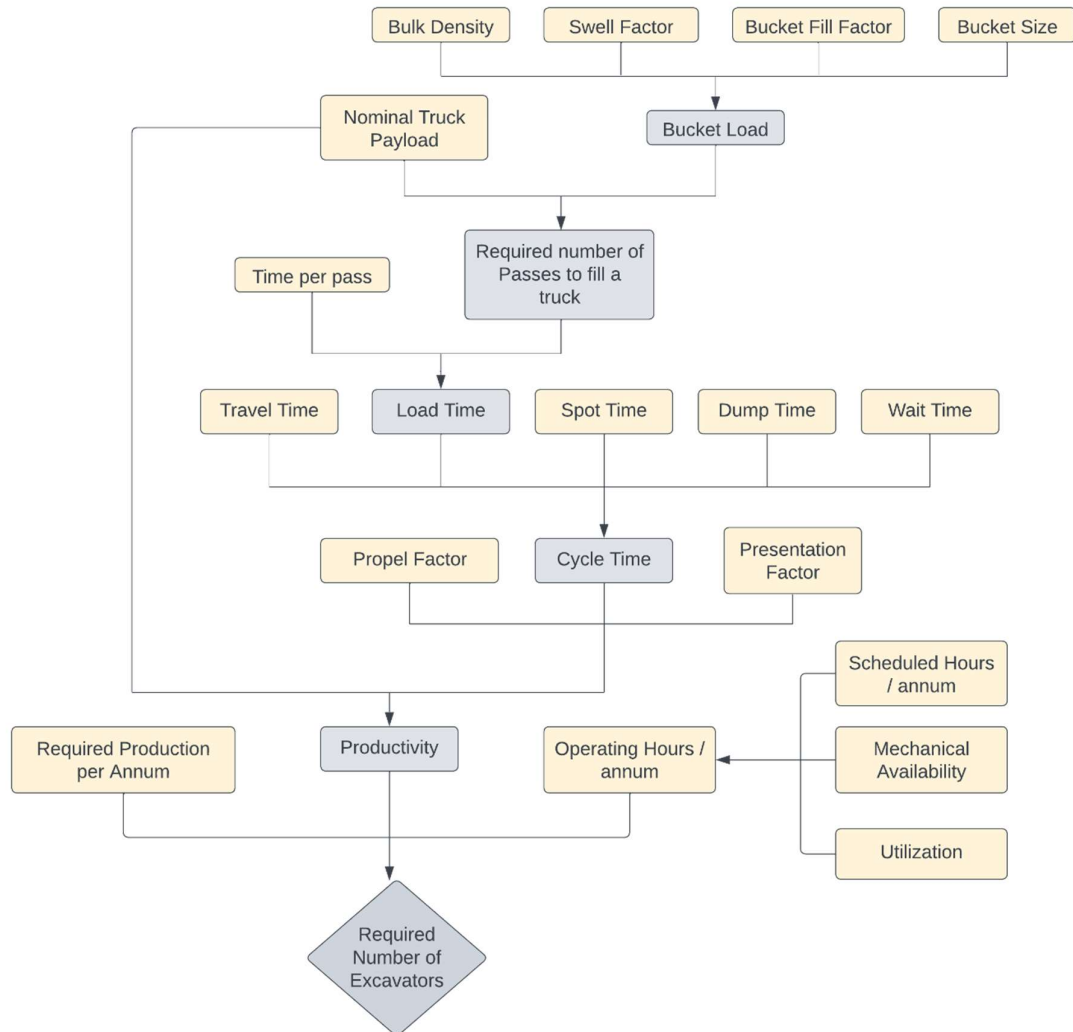 Bulk Density
Swell Factor
Bucket Fill Factor
Bucket Size
Nominal Truck
Payload
Bucket Load
Required number of
Passes to fill a
truck
Time per pass
Travel Time
Load Time
Spot Time
Dump Time
Wait Time
Propel Factor
Cycle Time
Presentation
Factor
Scheduled Hours
/ annum
Required Production
per Annum
Productivity
Operating Hours /
annum
Mechanical
Availability
Utilization
Required
Number of
Excavators